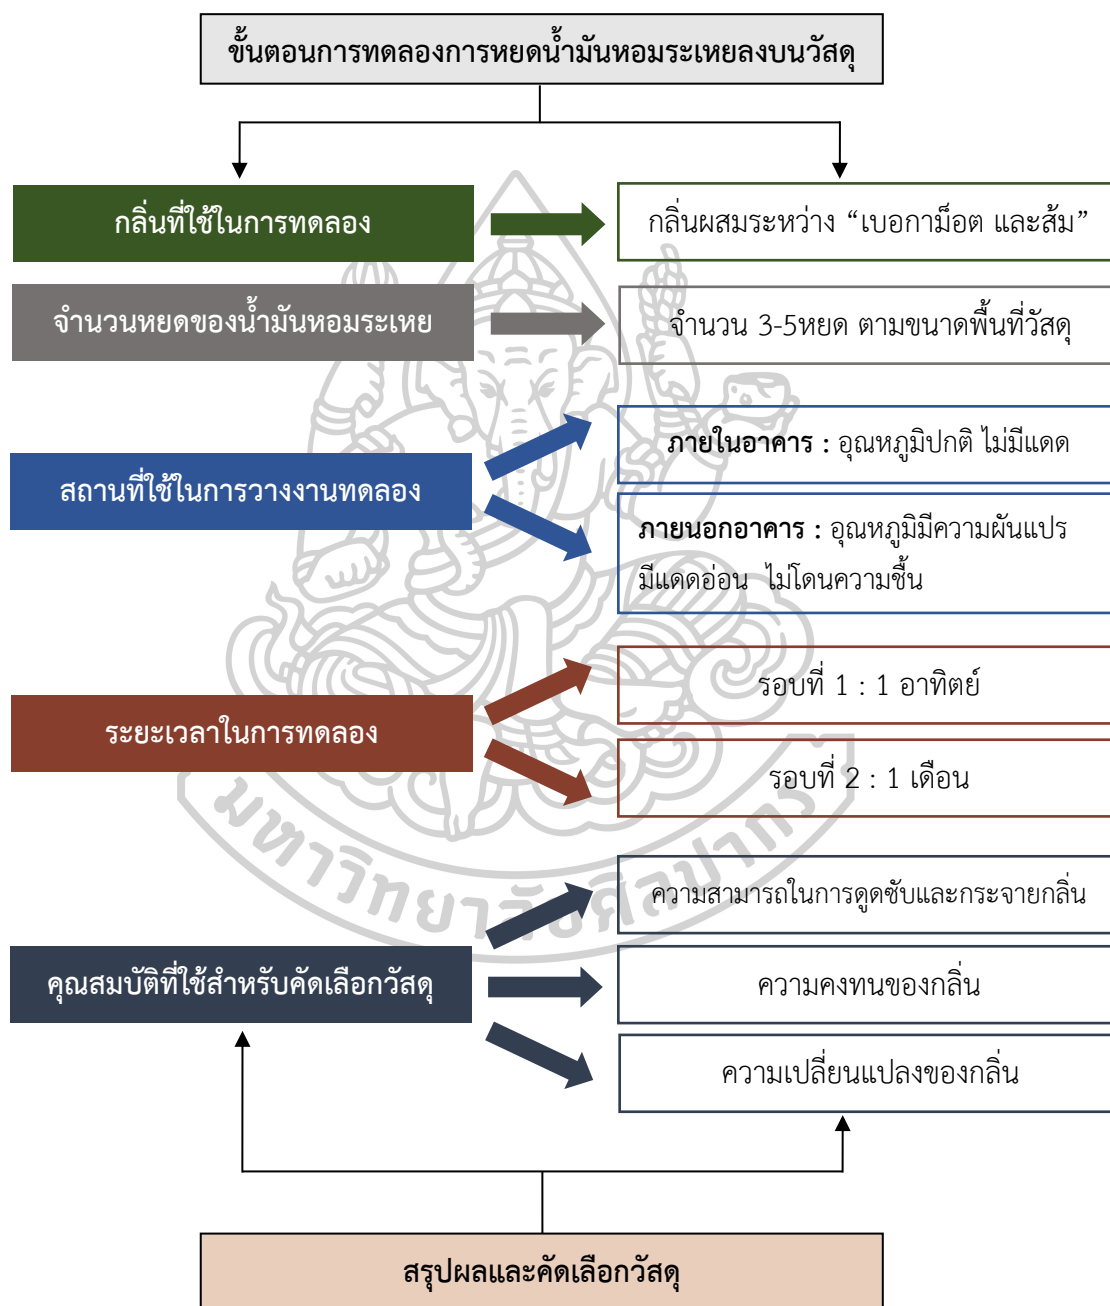 ขั้นตอนการทดลองการหยดน้ำมันหอมระเหยลงบนวัสดุ
กลิ่นที่ใช้ในการทดลอง
กลิ่นผสมระหว่าง “เบอกาม็อต และส้ม”
จำนวนหยดของน้ำมันหอมระเหย
จำนวน 3-5หยด ตามขนาดพื้นที่วัสดุ
สถานที่ใช้ในการวางงานทดลอง
ภายในอาคาร : อุณหภูมิปกติ ไม่มีแดด
ภายนอกอาคาร : อุณหภูมิมีความผันแปร
มีแดดอ่อน ไม่โดนความชื้น
ระยะเวลาในการทดลอง
รอบที่ 1 : 1 อาทิตย์
รอบที่ 2 : 1 เดือน
คุณสมบัติที่ใช้สำหรับคัดเลือกวัสดุ
ความสามารถในการดูดซับและกระจายกลิ่น
ความคงทนของกลิ่น
ความเปลี่ยนแปลงของกลิ่น
สรุปผลและคัดเลือกวัสดุ
มหาวิทยาลัยศิลปากร